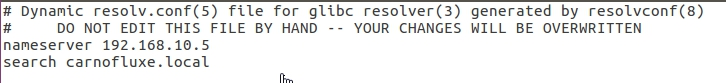 # Dynamic resolv.conf(5) file for glibc resolver(3) generated by resolvconf(8)
#     DO NOT EDIT THIS FILE BY HAND -- YOUR CHANGES WILL BE OVERWRITTEN
nameserver 192.168.10.5
search carnofluxe.local